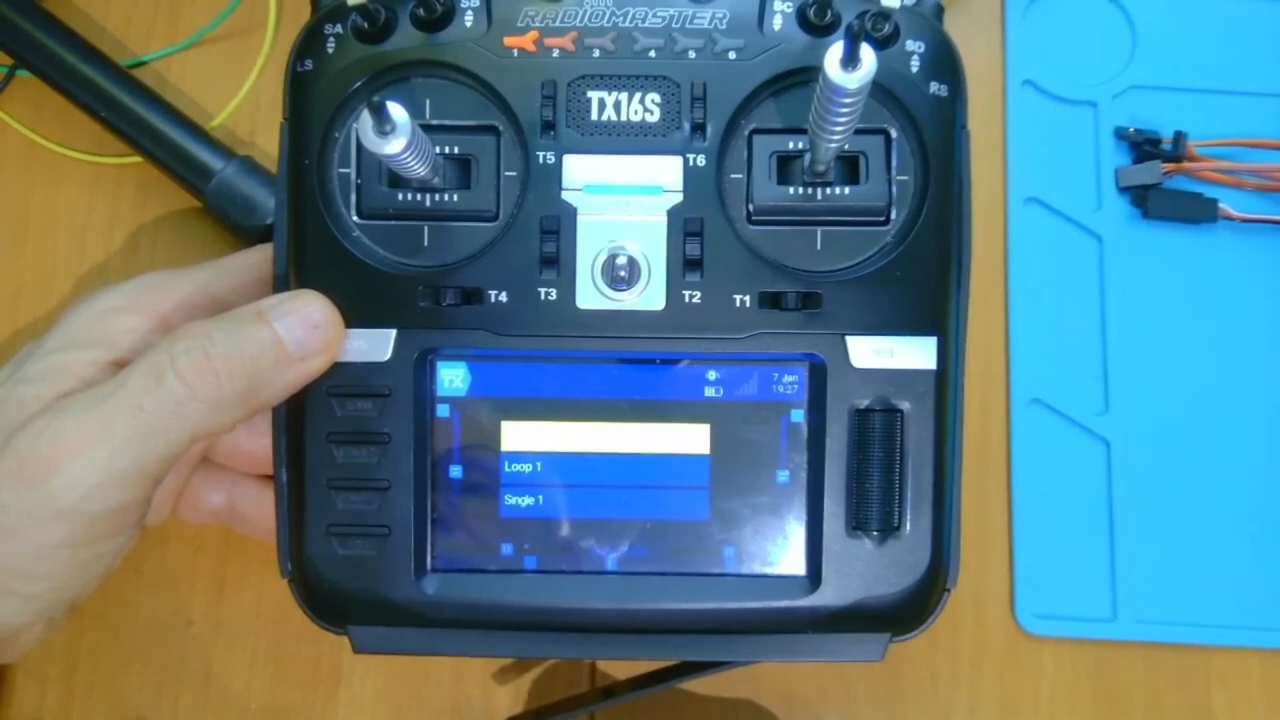 SA
SB
RADIOMASTER
SC
SD
LS
RS
1 2 3 4 5 6
TX16S
T5
T6
T3
T2
T4
T1
TX
7 Jan
19:27
Loop 1
Single 1